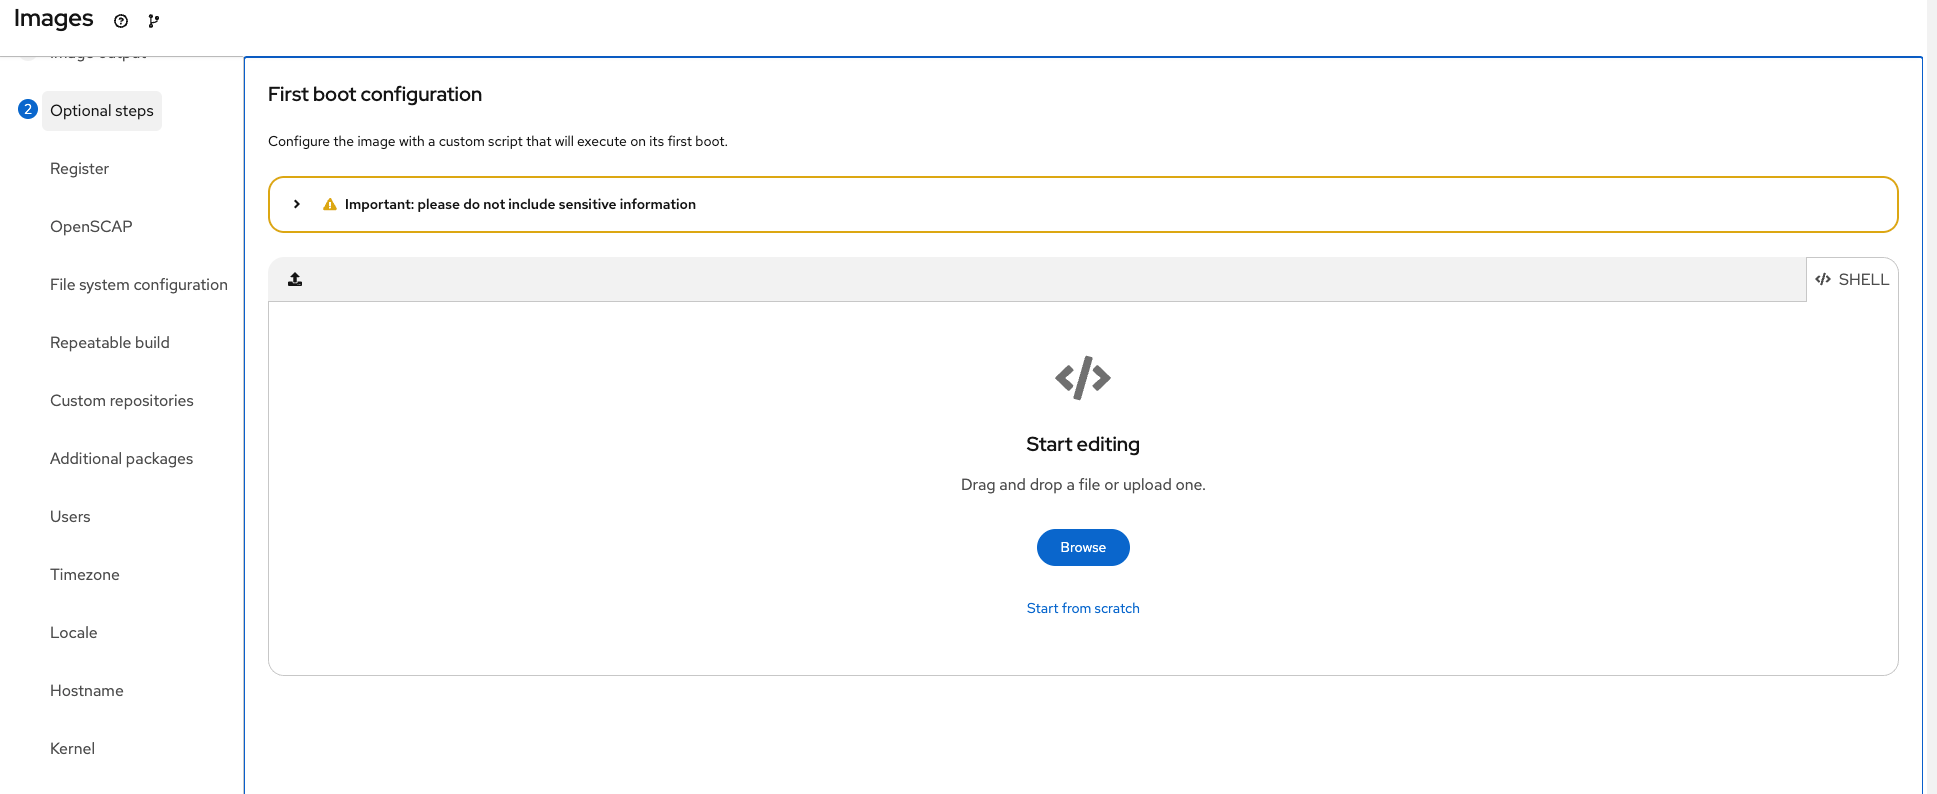 Images
Image output
2 Optional steps
Register
OpenSCAP
File system configuration
Repeatable build
Custom repositories
Additional packages
Users
Timezone
Locale
Hostname
Kernel
First boot configuration
Configure the image with a custom script that will execute on its first boot.
Important: please do not include sensitive information
SHELL
Start editing
Drag and drop a file or upload one.
Browse
Start from scratch